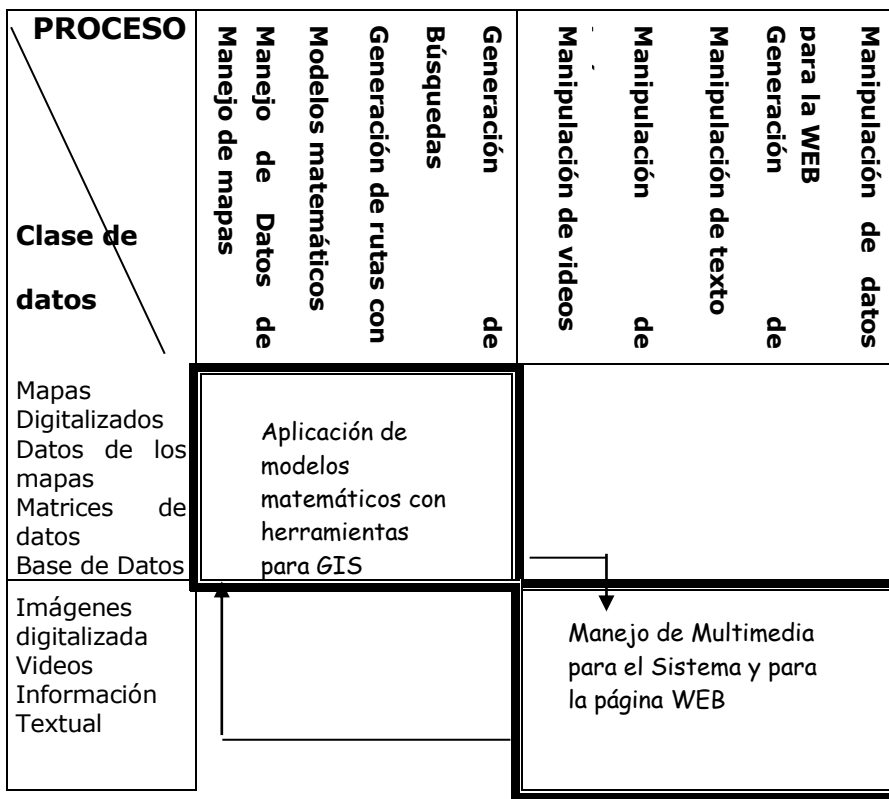 PROCESO
Clase de
datos
Manejo de mapas
Manejo de Datos de
Modelos matemáticos
Generación de rutas con
Búsquedas
Generación de
Manipulación de videos
Manipulación de
Manipulación de texto
Generación de
para la WEB
Manipulación de datos
Mapas
Digitalizados
Datos de los
mapas
Matrices de
datos
Base de Datos
Aplicación de
modelos
matemáticos con
herramientas
para GIS
Imágenes
digitalizada
Videos
Información
Textual
Manejo de Multimedia
para el Sistema y para
la página WEB